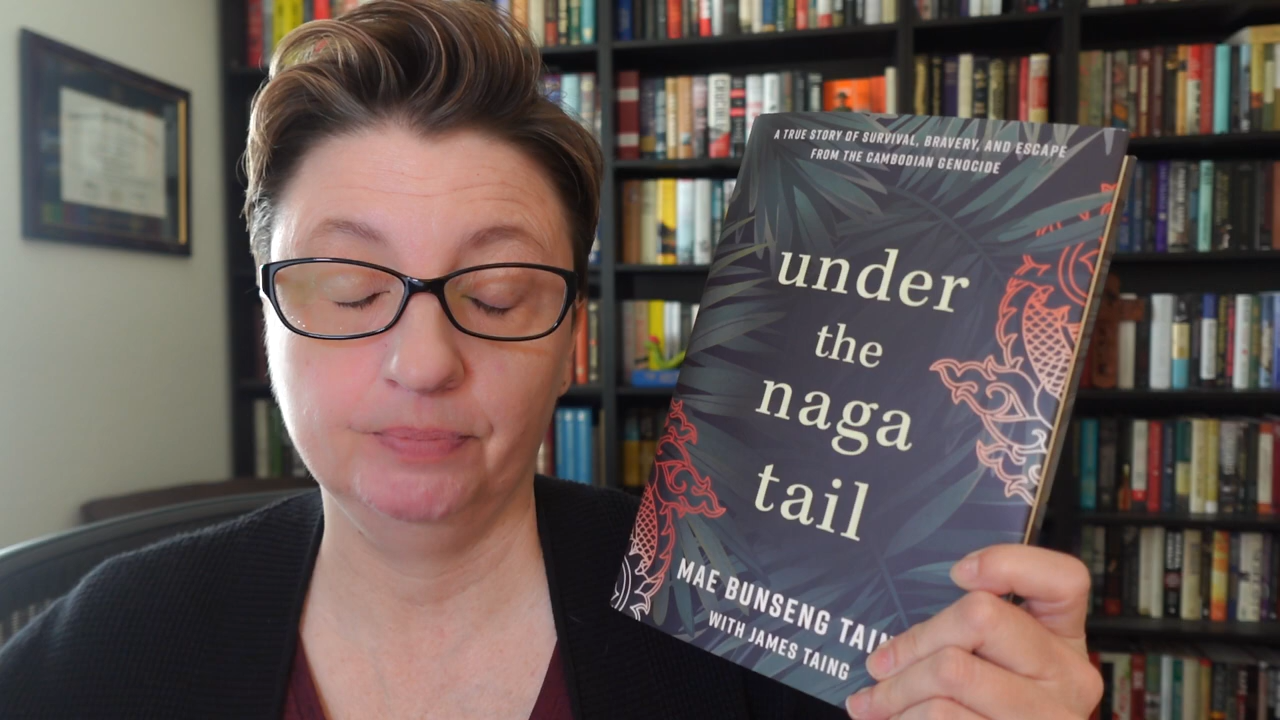 A TRUE STORY OF SURVIVAL, BRAVERY, AND ESCAPE
FROM THE CAMBODIAN GENOCIDE
under
the
naga
tail
MAE BUNSENG TAIN
WITH JAMES TAING